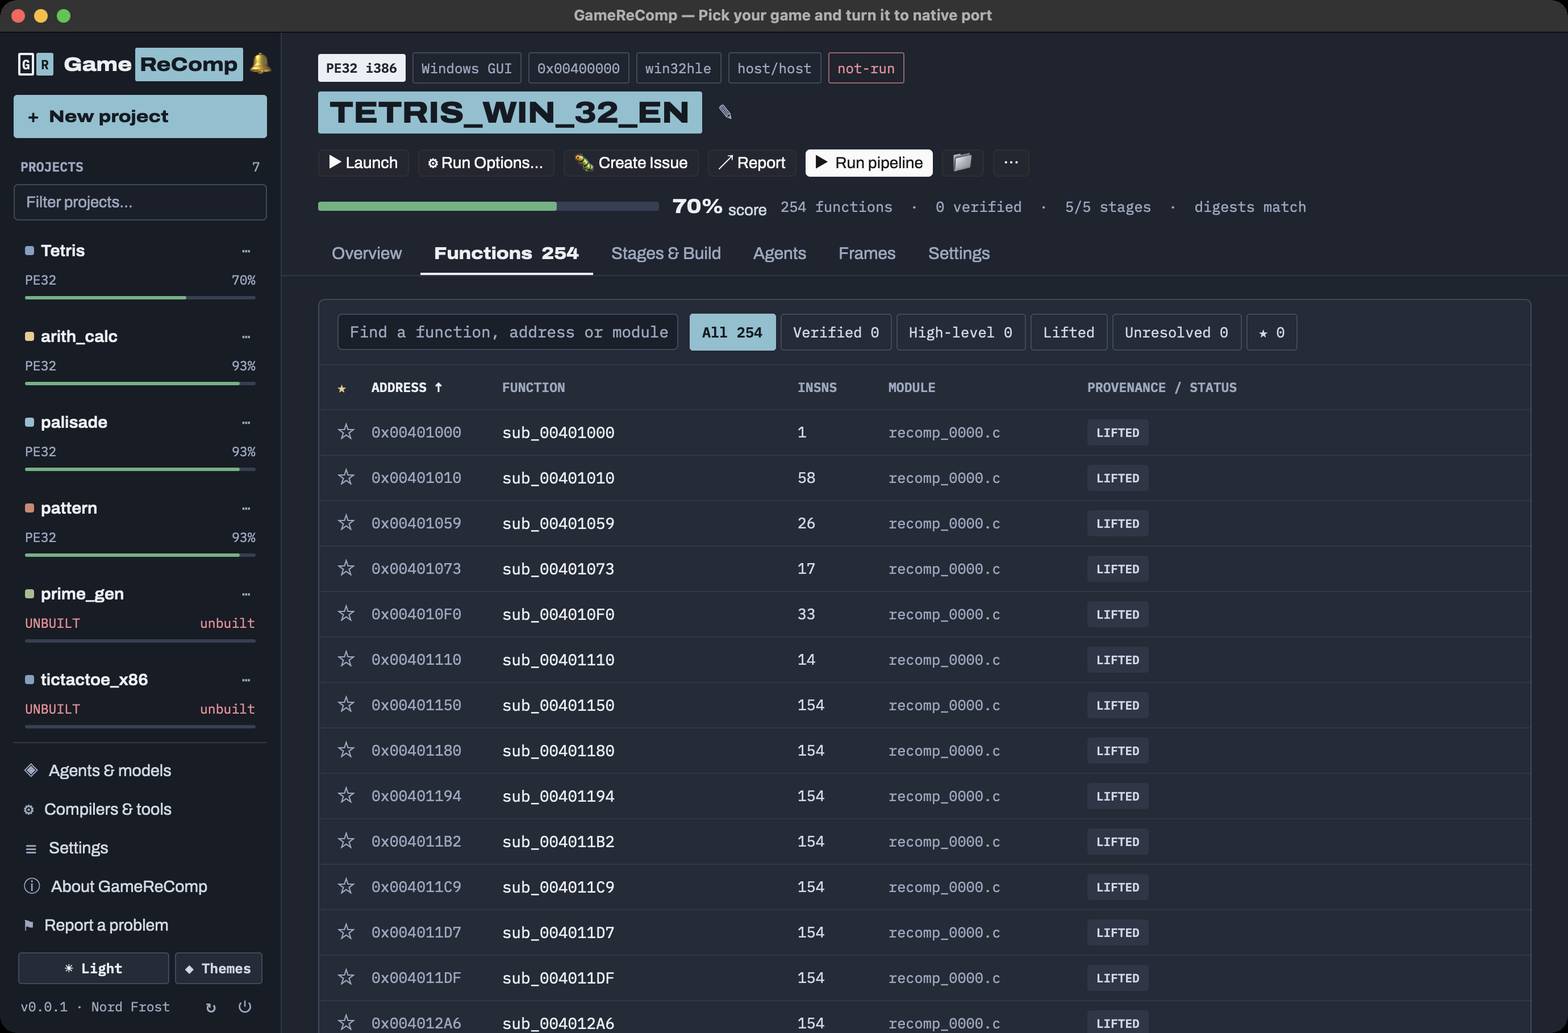 GameReComp — Pick your game and turn it to native port
GR Game ReComp
+ New project
PROJECTS 7
Filter projects...
Tetris ...
PE32 70%
arith_calc ...
PE32 93%
palisade ...
PE32 93%
pattern ...
PE32 93%
prime_gen ...
UNBUILT unbuilt
tictactoe_x86 ...
UNBUILT unbuilt
Agents & models
Compilers & tools
Settings
About GameReComp
Report a problem
Light Themes
v0.0.1 · Nord Frost
PE32 i386 Windows GUI 0x00400000 win32hle host/host not-run
TETRIS_WIN_32_EN
Launch Run Options... Create Issue Report Run pipeline ...
70% score 254 functions · 0 verified · 5/5 stages · digests match
Overview Functions 254 Stages & Build Agents Frames Settings
Find a function, address or module All 254 Verified 0 High-level 0 Lifted Unresolved 0 ★ 0
★ ADDRESS ↑ FUNCTION INSNS MODULE PROVENANCE / STATUS
☆ 0x00401000 sub_00401000 1 recomp_0000.c LIFTED
☆ 0x00401010 sub_00401010 58 recomp_0000.c LIFTED
☆ 0x00401059 sub_00401059 26 recomp_0000.c LIFTED
☆ 0x00401073 sub_00401073 17 recomp_0000.c LIFTED
☆ 0x004010F0 sub_004010F0 33 recomp_0000.c LIFTED
☆ 0x00401110 sub_00401110 14 recomp_0000.c LIFTED
☆ 0x00401150 sub_00401150 154 recomp_0000.c LIFTED
☆ 0x00401180 sub_00401180 154 recomp_0000.c LIFTED
☆ 0x00401194 sub_00401194 154 recomp_0000.c LIFTED
☆ 0x004011B2 sub_004011B2 154 recomp_0000.c LIFTED
☆ 0x004011C9 sub_004011C9 154 recomp_0000.c LIFTED
☆ 0x004011D7 sub_004011D7 154 recomp_0000.c LIFTED
☆ 0x004011DF sub_004011DF 154 recomp_0000.c LIFTED
☆ 0x004012A6 sub_004012A6 154 recomp_0000.c LIFTED